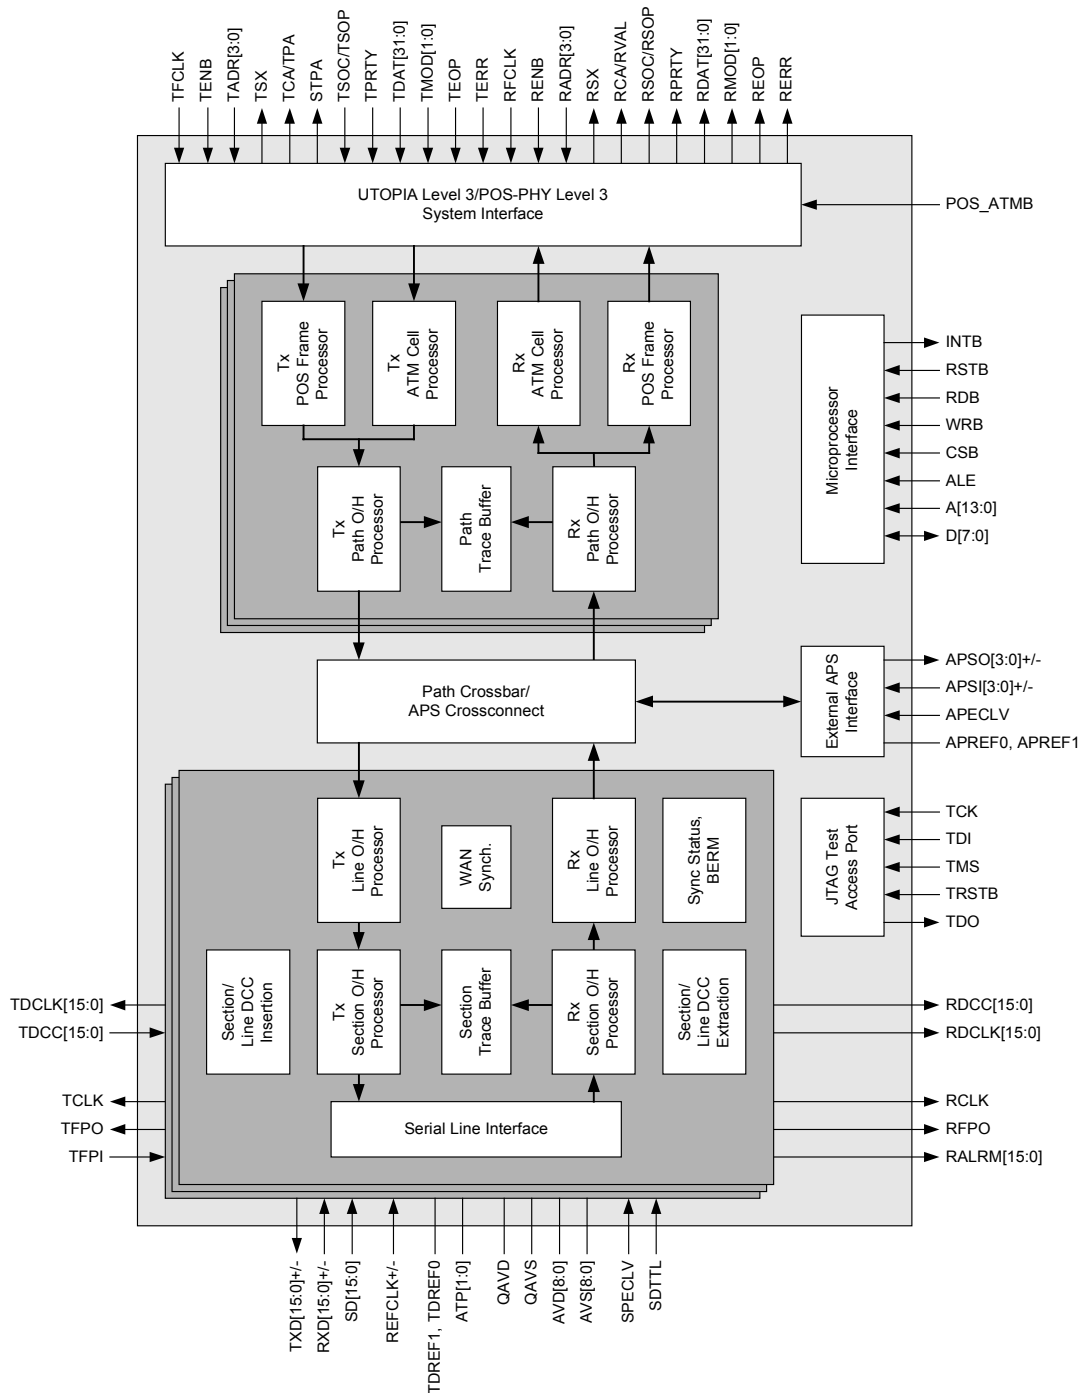 TFCLK
TENB
TADR[3:0]
TSX
TCA/TPA
STPA
TSOC/TSOP
TPRTY
TDAT[31:0]
TMOD[1:0]
TEOP
TERR
RFCLK
RENB
RADR[3:0]
RSX
RCA/RVAL
RSOC/RSOP
RPRTY
RDAT[31:0]
RMOD[1:0]
REOP
RERR
UTOPIA Level 3/POS-PHY Level 3
System Interface
POS_ATMB
Tx
POS Frame
Processor
Tx
ATM Cell
Processor
Rx
ATM Cell
Processor
Rx
POS Frame
Processor
Microprocessor
Interface
INTB
RSTB
RDB
WRB
CSB
ALE
A[13:0]
D[7:0]
Tx
Path O/H
Processor
Path
Trace Buffer
Rx
Path O/H
Processor
Path Crossbar/
APS Crossconnect
External APS
Interface
APSO[3:0]+/-
APSI[3:0]+/-
APECLV
APREF0, APREF1
Tx
Line O/H
Processor
WAN
Synch.
Rx
Line O/H
Processor
Sync Status,
BERM
JTAG Test
Access Port
TCK
TDI
TMS
TRSTB
TDO
Section/
Line DCC
Insertion
Tx
Section O/H
Processor
Section
Trace Buffer
Rx
Section O/H
Processor
Section/
Line DCC
Extraction
TDCLK[15:0]
TDCC[15:0]
RDCC[15:0]
RDCLK[15:0]
TCLK
TFPO
TFPI
Serial Line Interface
RCLK
RFPO
RALRM[15:0]
TXD[15:0]+/-
RXD[15:0]+/-
SD[15:0]
REFCLK+/-
TDREF1, TDREF0
ATP[1:0]
QAVD
QAVS
AVD[8:0]
AVS[8:0]
SPECLV
SDTTL